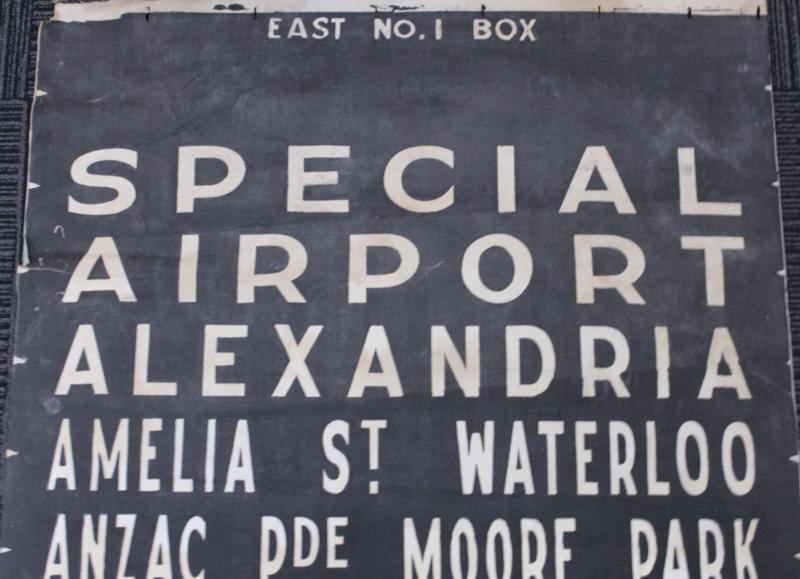 EAST NO.1 BOX
SPECIAL
AIRPORT
ALEXANDRIA
AMELIA ST. WATERLOO
ANZAC PDE MOORE PARK